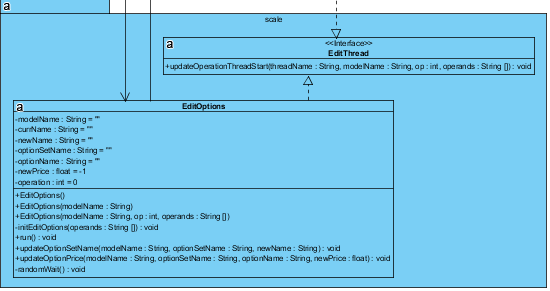 a
scale
a
<<Interface>>
EditThread
+updateOperationThreadStart(threadName : String, modelName : String, op : int, operands : String []) : void
a
EditOptions
-modelName : String = ""
-currName : String = ""
-newName : String = ""
-optionSetName : String = ""
-optionName : String = ""
-newPrice : float = -1
-operation : int = 0
+EditOptions()
+EditOptions(modelName : String)
+EditOptions(modelName : String, op : int, operands : String [])
-initEditOptions(operands : String []) : void
+run() : void
+updateOptionSetName(modelName : String, optionSetName : String, newName : String) : void
+updateOptionPrice(modelName : String, optionSetName : String, optionName : String, newPrice : float) : void
-randomWait() : void